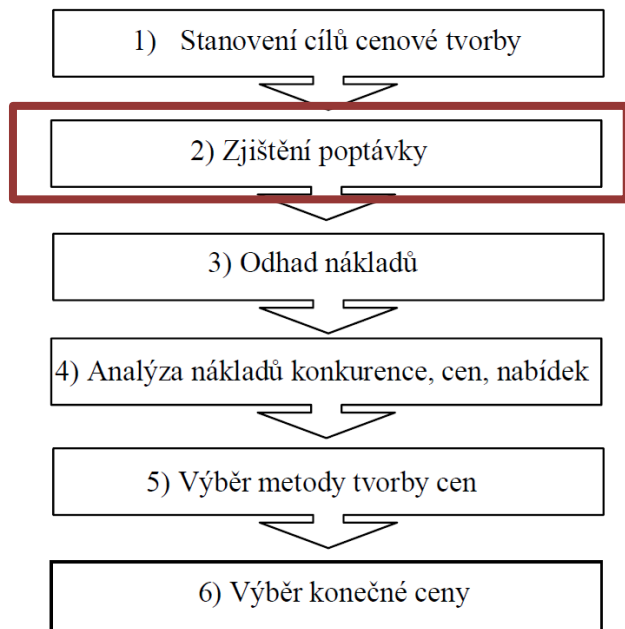 1) Stanovení cílů cenové tvorby
2) Zjištění poptávky
3) Odhad nákladů
4) Analýza nákladů konkurence, cen, nabídek
5) Výběr metody tvorby cen
6) Výběr konečné ceny